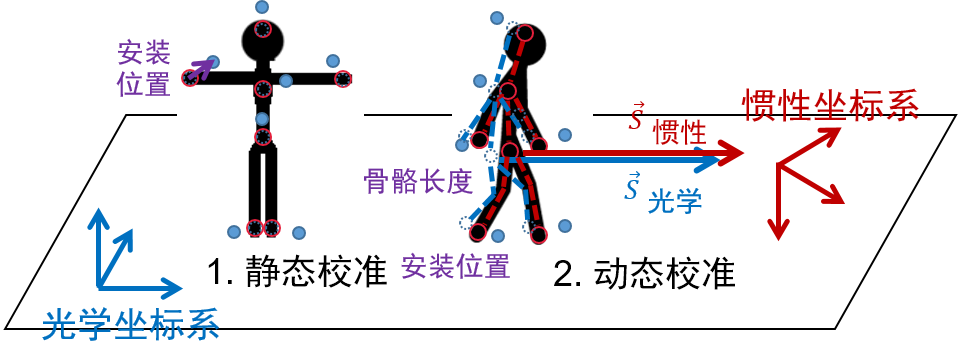 安装
位置
惯性坐标系
S⃗ 惯性
骨骼长度
S⃗ 光学
安装位置
1. 静态校准
2. 动态校准
光学坐标系